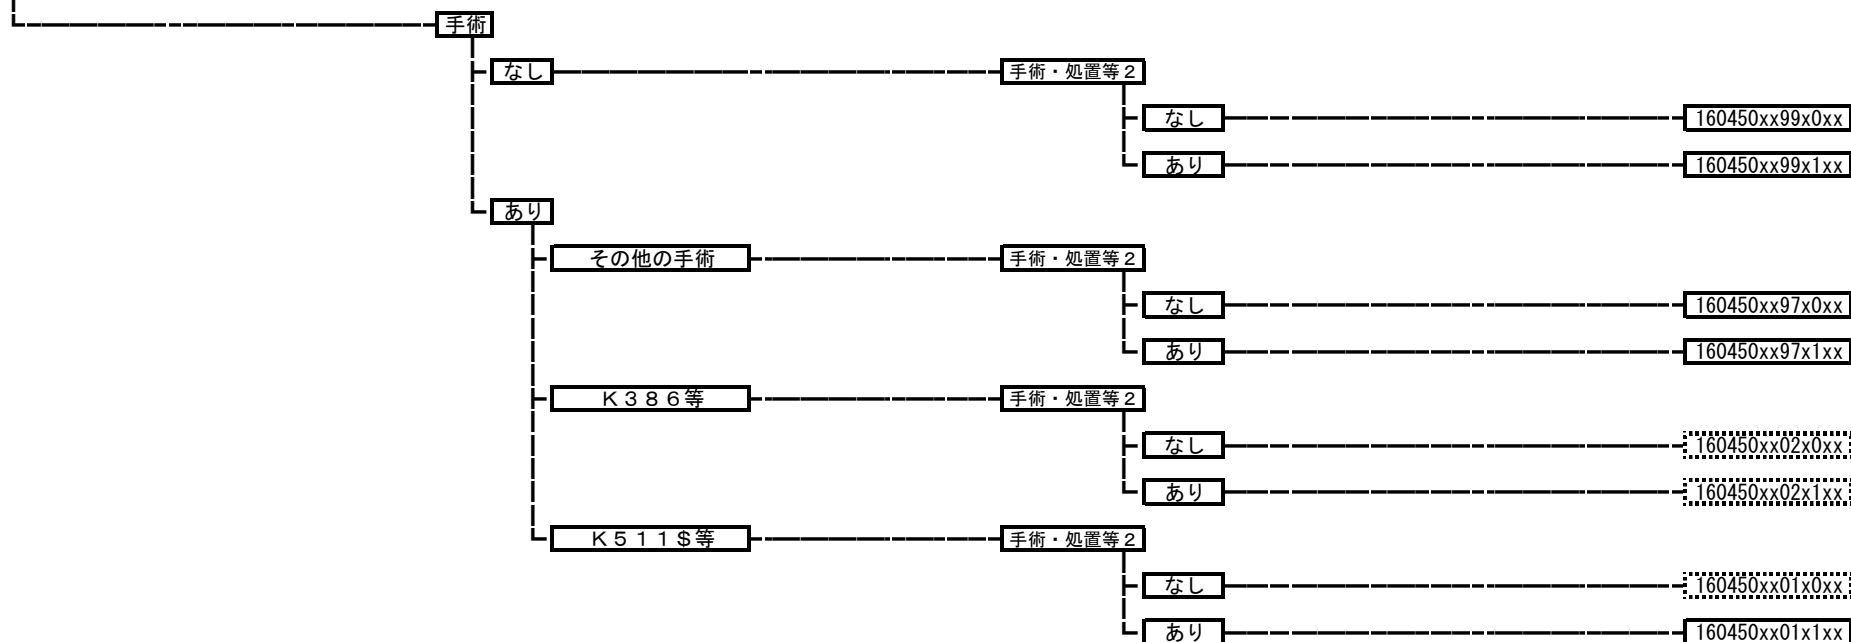 手術
なし 手術・処置等２
なし 160450xx99x0xx
あり 160450xx99x1xx
あり
その他の手術 手術・処置等２
なし 160450xx97x0xx
あり 160450xx97x1xx
Ｋ３８６等 手術・処置等２
なし 160450xx02x0xx
あり 160450xx02x1xx
Ｋ５１１＄等 手術・処置等２
なし 160450xx01x0xx
あり 160450xx01x1xx